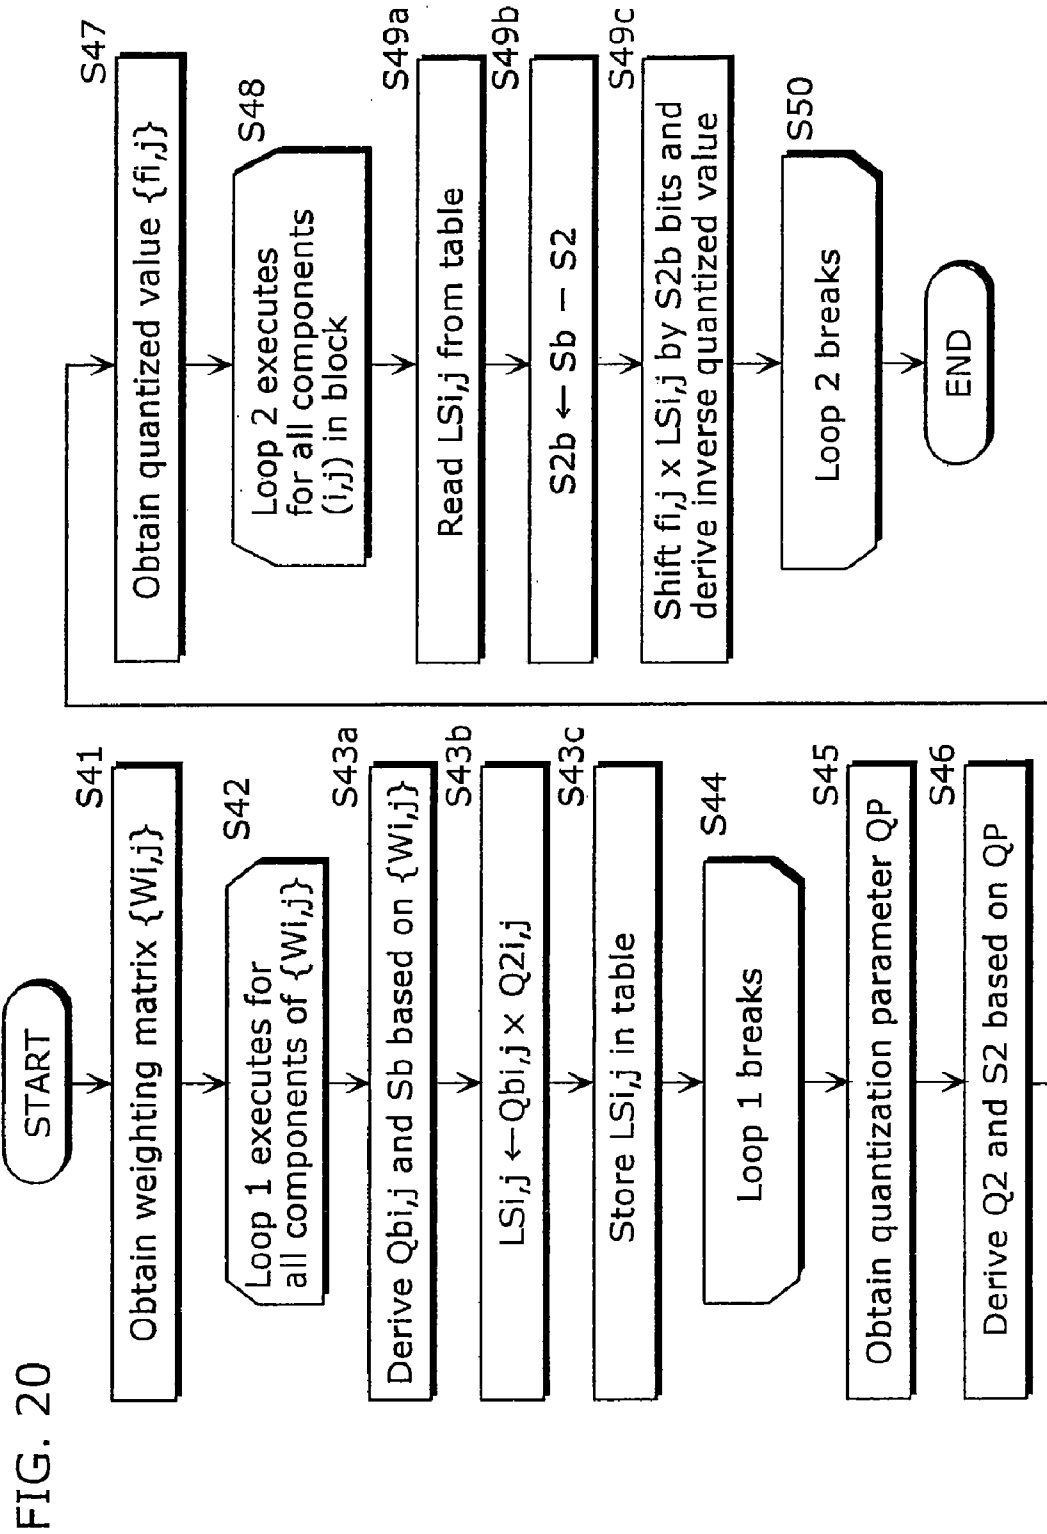 FIG. 20
START
S41
Obtain weighting matrix {Wi,j}
S42
Loop 1 executes for
all components of {Wi,j}
S43a
Derive Qbi,j and Sb based on {Wi,j}
S43b
LSi,j ←Qbi,j x Q2i,j
S43c
Store LSi,j in table
S44
Loop 1 breaks
S45
Obtain quantization parameter QP
S46
Derive Q2 and S2 based on QP
S47
Obtain quantized value {fi,j}
S48
Loop 2 executes
for all components
(i,j) in block
S49a
Read LSi,j from table
S49b
S2b ← Sb – S2
S49c
Shift fi,j x LSi,j by S2b bits and
derive inverse quantized value
S50
Loop 2 breaks
END